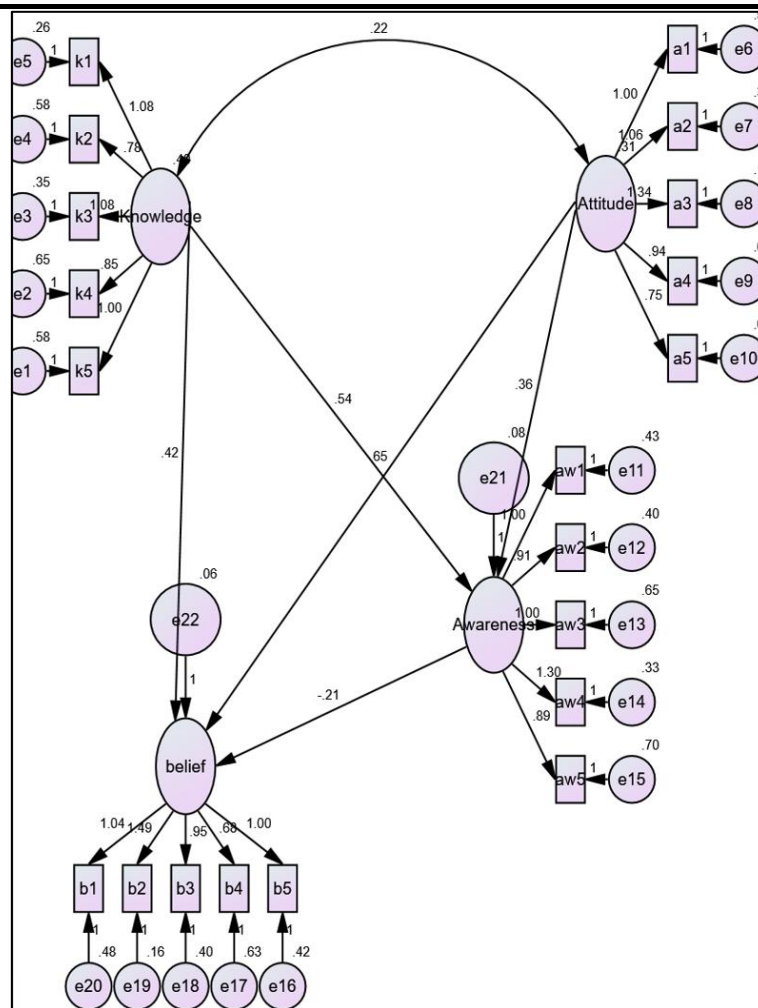 .22
.26
e5 1 k1
1.08
.58
e4 1 k2
.78
.35
e3 1 k3
1.08
Knowledge
.65
e2 1 k4
.85
.58
e1 1 k5
1.00
a1 1 e6
1.00
a2 1 e7
1.06
.31
Attitude
a3 1 e8
1.34
a4 1 e9
.94
a5 1 e10
.75
.54
.36
.42
.65
.08
e21
1
.43
aw1 1 e11
1.00
.40
aw2 1 e12
.91
.65
Awareness
1.00
aw3 1 e13
.33
1.30
aw4 1 e14
.70
.89
aw5 1 e15
.06
e22
1
-.21
belief
1.04 1.49 .95 .68 1.00
b1 b2 b3 b4 b5
1 1 1 1 1
.48 .16 .40 .63 .42
e20 e19 e18 e17 e16